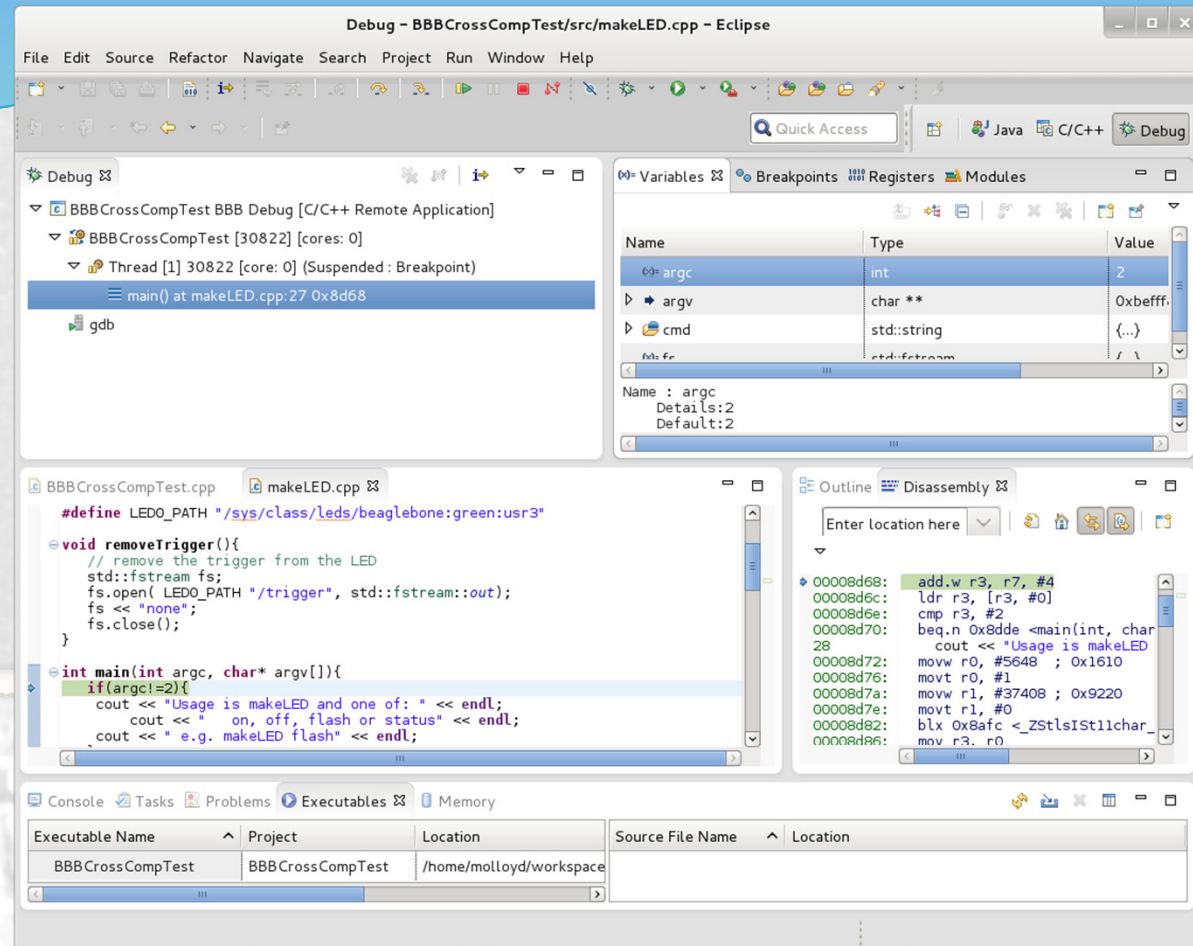 Debug – BBBCrossCompTest/src/makeLED.cpp – Eclipse
File Edit Source Refactor Navigate Search Project Run Window Help
Quick Access
Java C/C++ Debug
Debug
BBBCrossCompTest BBB Debug [C/C++ Remote Application]
BBBCrossCompTest [30822] [cores: 0]
Thread [1] 30822 [core: 0] (Suspended : Breakpoint)
main() at makeLED.cpp:27 0x8d68
gdb
(x)= Variables Breakpoints Registers Modules
Name Type Value
(x)= argc int 2
argv char ** 0xbefff
cmd std::string {...}
(x)= fs std::fstream
Name : argc
Details:2
Default:2
BBBCrossCompTest.cpp makeLED.cpp
#define LED0_PATH "/sys/class/leds/beaglebone:green:usr3"
void removeTrigger(){
// remove the trigger from the LED
std::fstream fs;
fs.open( LED0_PATH "/trigger", std::fstream::out);
fs << "none";
fs.close();
}
int main(int argc, char* argv[]){
if(argc!=2){
cout << "Usage is makeLED and one of: " << endl;
cout << "   on, off, flash or status" << endl;
cout << " e.g. makeLED flash" << endl;
Outline Disassembly
Enter location here
00008d68: add.w r3, r7, #4
00008d6c: ldr r3, [r3, #0]
00008d6e: cmp r3, #2
00008d70: beq.n 0x8dde <main(int, char
28 cout << "Usage is makeLED
00008d72: movw r0, #5648 ; 0x1610
00008d76: movt r0, #1
00008d7a: movw r1, #37408 ; 0x9220
00008d7e: movt r1, #0
00008d82: blx 0x8afc <_ZStlsISt11char_
00008d86: mov r3, r0
Console Tasks Problems Executables Memory
Executable Name Project Location
BBBCrossCompTest BBBCrossCompTest /home/molloyd/workspace
Source File Name Location